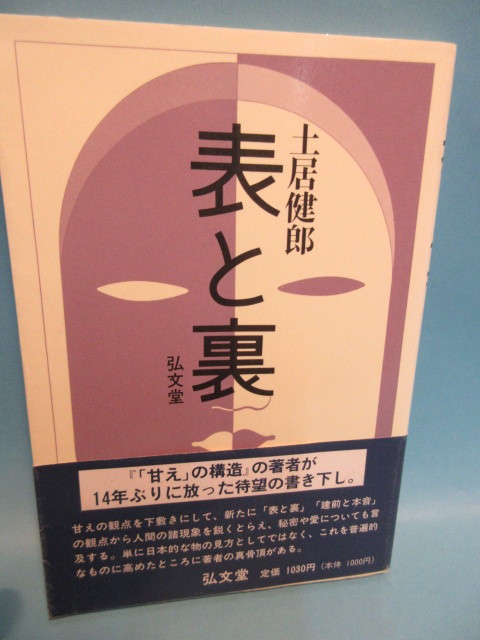 土居健郎
表と裏
弘文堂
『「甘え」の構造』の著者が
14年ぶりに放った待望の書き下し。
甘えの観点を下敷きにして、新たに「表と裏」「建前と本音」
の観点から人間の諸現象を鋭くとらえ、秘密や愛についても言
及する。単に日本的な物の見方としてではなく、これを普遍的
なものに高めたところに著者の真骨頂がある。
弘文堂 定価 1030円(本体 1000円)